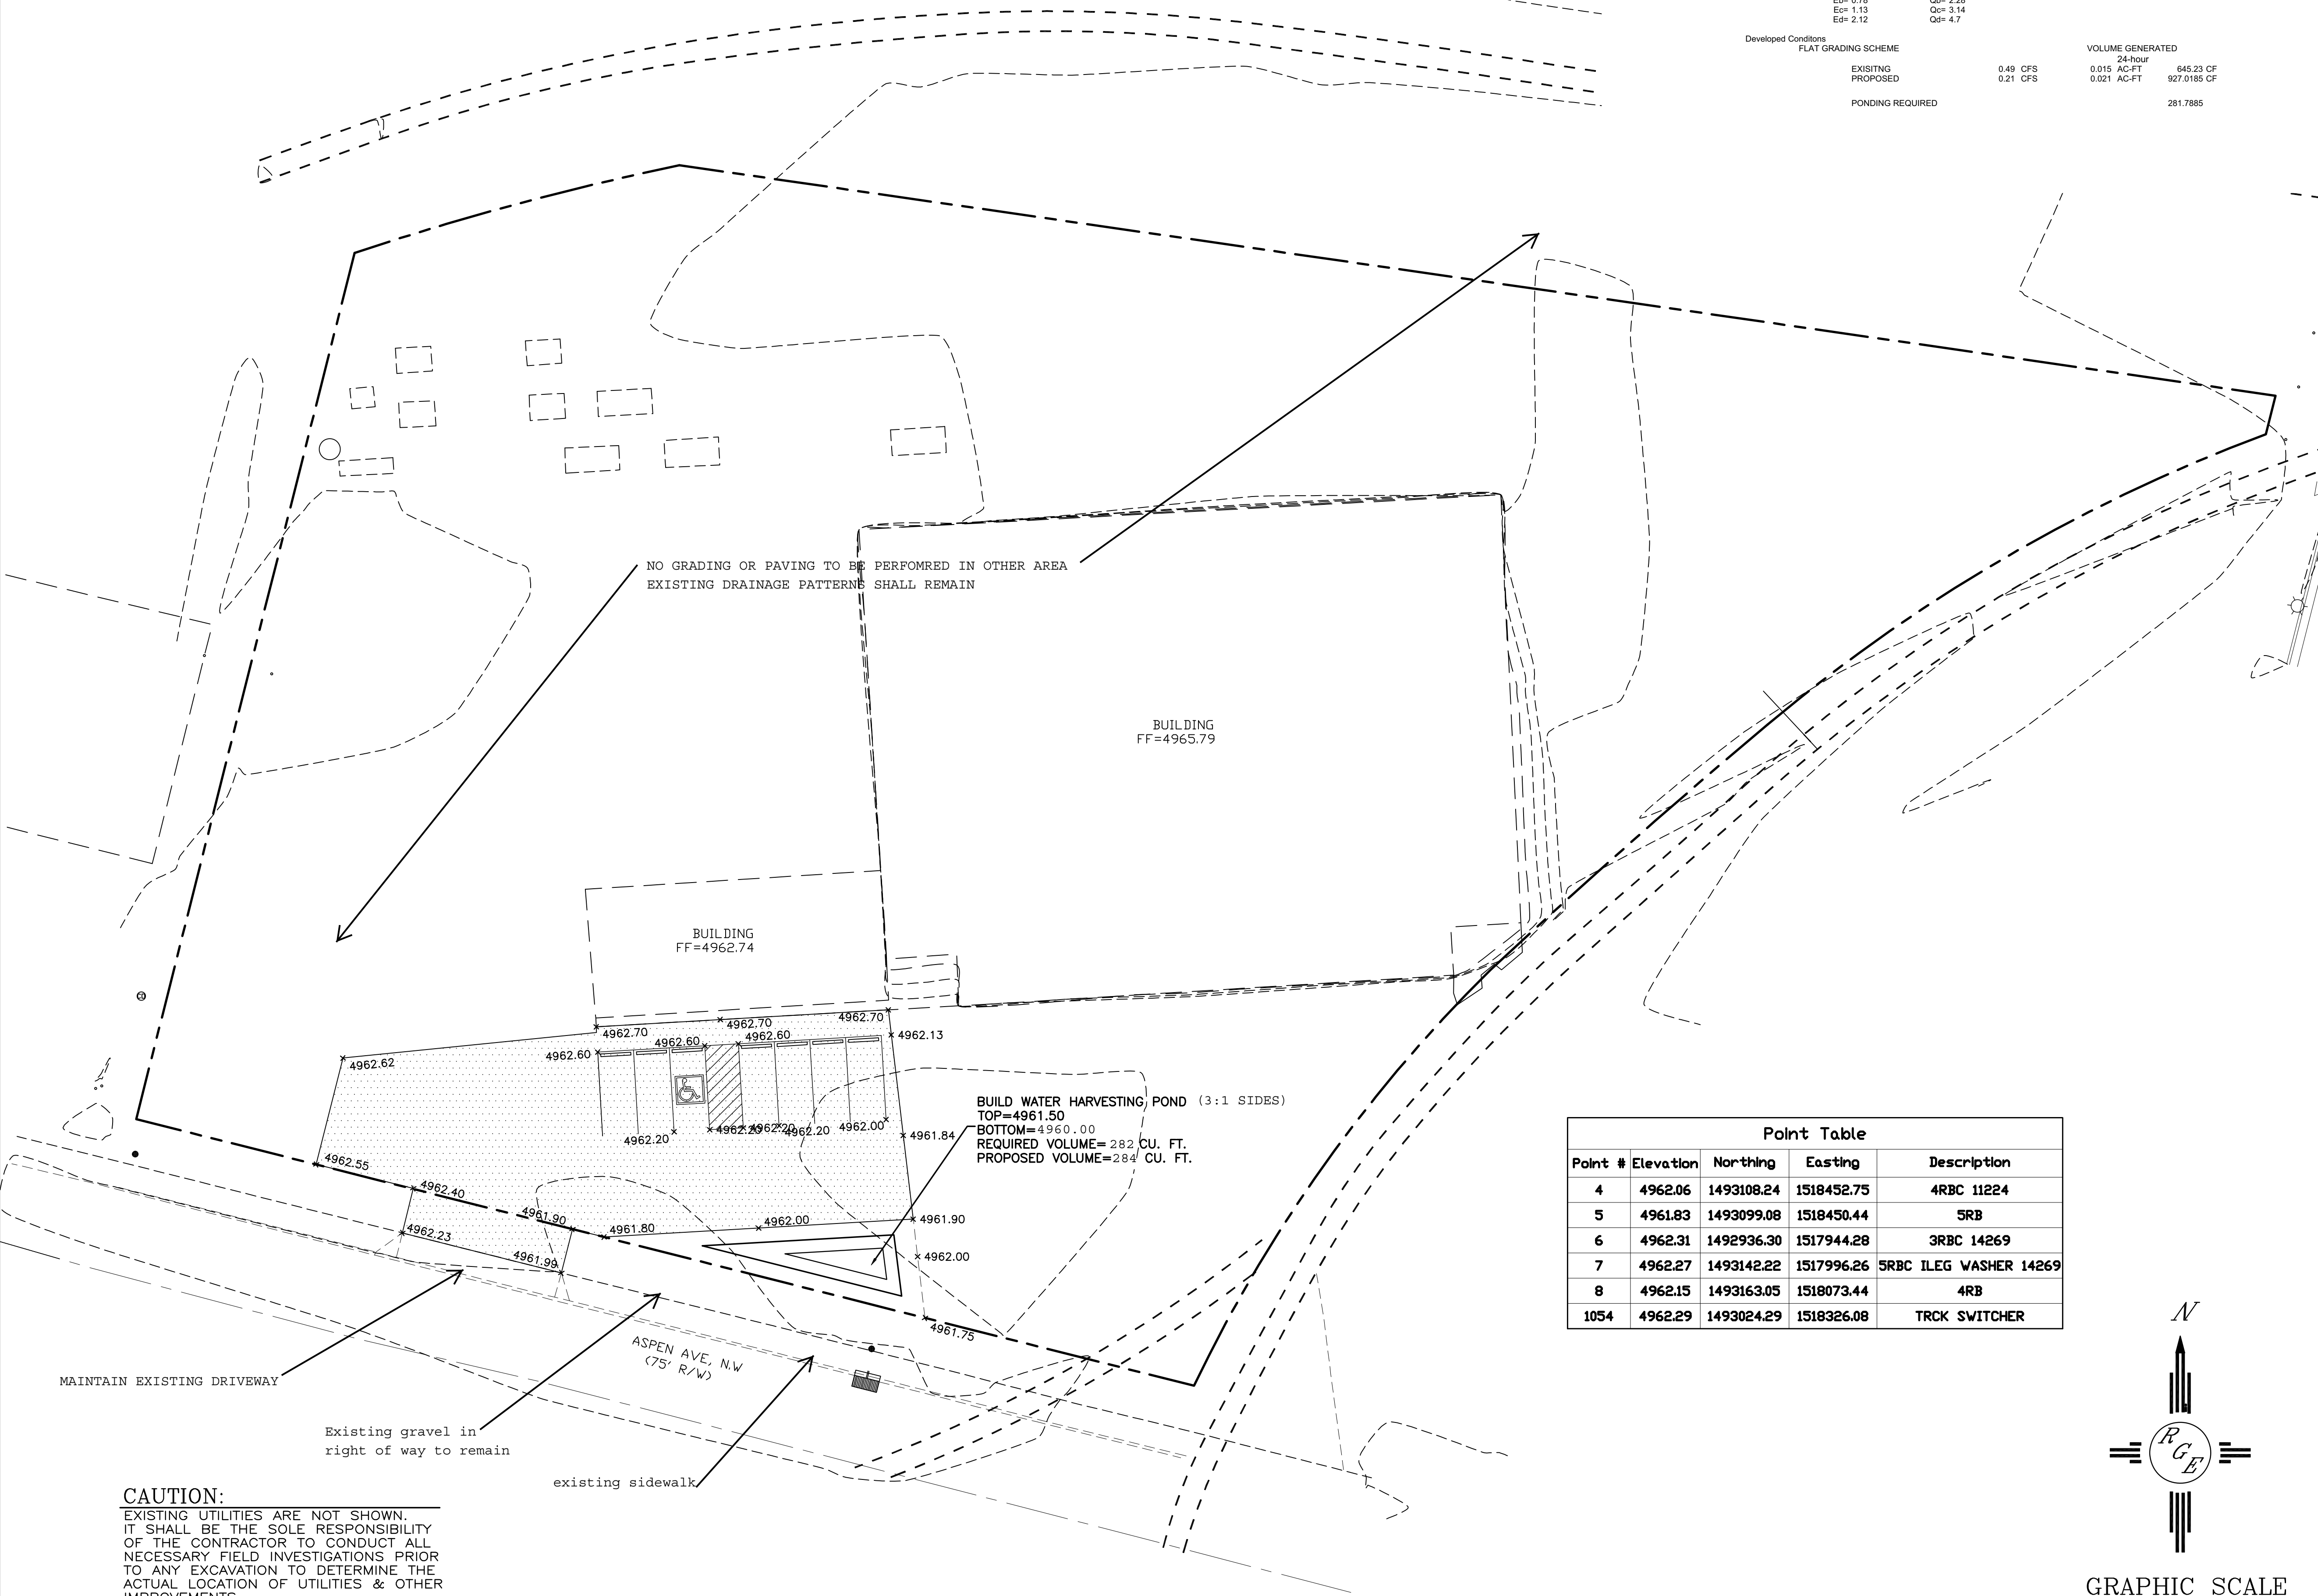 Eb= 0.78 Qb= 2.28
Ec= 1.13 Qc= 3.14
Ed= 2.12 Qd= 4.7
Developed Conditons
FLAT GRADING SCHEME VOLUME GENERATED
24-hour
EXISITNG 0.49 CFS 0.015 AC-FT 645.23 CF
PROPOSED 0.21 CFS 0.021 AC-FT 927.0185 CF
PONDING REQUIRED 281.7885
NO GRADING OR PAVING TO BE PERFOMRED IN OTHER AREA
EXISTING DRAINAGE PATTERNS SHALL REMAIN
BUILDING
FF=4965.79
BUILDING
FF=4962.74
4962.70
4962.70
4962.70
4962.13
4962.60
4962.60
4962.60
4962.62
4962.20
4962.20
4962.20
4962.20
4962.00
4961.84
BUILD WATER HARVESTING POND (3:1 SIDES)
TOP=4961.50
BOTTOM=4960.00
REQUIRED VOLUME= 282 CU. FT.
PROPOSED VOLUME=284 CU. FT.
4962.55
4962.40
4962.23
4961.90
4961.99
4961.80
4962.00
4961.90
4962.00
4961.75
ASPEN AVE, N.W
(75' R/W)
MAINTAIN EXISTING DRIVEWAY
Existing gravel in
right of way to remain
existing sidewalk
Point Table
Point # Elevation Northing Easting Description
4 4962.06 1493108.24 1518452.75 4RBC 11224
5 4961.83 1493099.08 1518450.44 5RB
6 4962.31 1492936.30 1517944.28 3RBC 14269
7 4962.27 1493142.22 1517996.26 5RBC ILEG WASHER 14269
8 4962.15 1493163.05 1518073.44 4RB
1054 4962.29 1493024.29 1518326.08 TRCK SWITCHER
N
RGE
GRAPHIC SCALE
CAUTION:
EXISTING UTILITIES ARE NOT SHOWN.
IT SHALL BE THE SOLE RESPONSIBILITY
OF THE CONTRACTOR TO CONDUCT ALL
NECESSARY FIELD INVESTIGATIONS PRIOR
TO ANY EXCAVATION TO DETERMINE THE
ACTUAL LOCATION OF UTILITIES & OTHER
IMPROVEMENTS